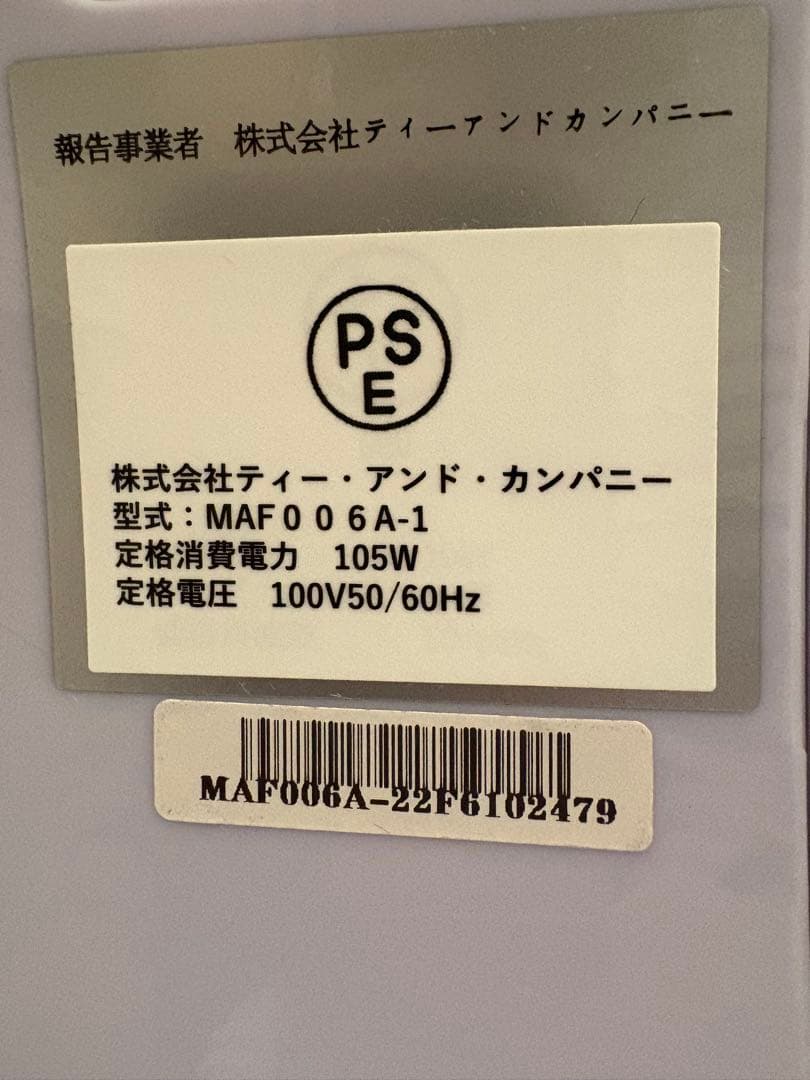 報告事業者　株式会社ティーアンドカンパニー
PS
E
株式会社ティー・アンド・カンパニー
型式：MAF００６A-1
定格消費電力　105W
定格電圧　100V50/60Hz
MAF006A-22F6102479